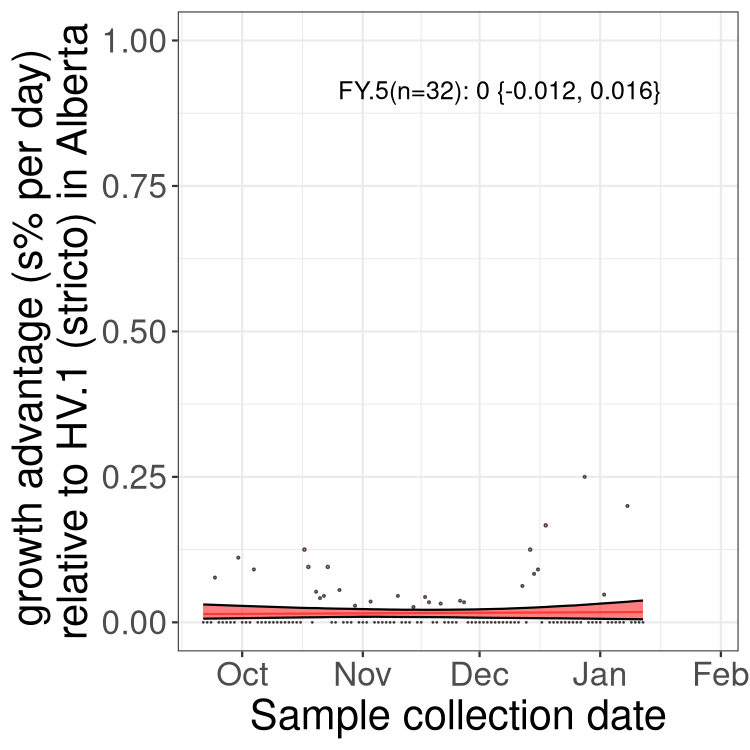 growth advantage (s% per day)
relative to HV.1 (stricto) in Alberta
1.00
0.75
0.50
0.25
0.00
FY.5(n=32): 0 {-0.012, 0.016}
Oct Nov Dec Jan Feb
Sample collection date